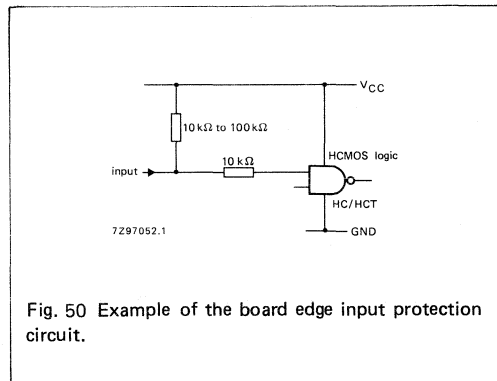 VCC
10 kΩ to 100 kΩ
10 kΩ
HCMOS logic
input
HC/HCT
7Z97052.1
GND
Fig. 50 Example of the board edge input protection
circuit.